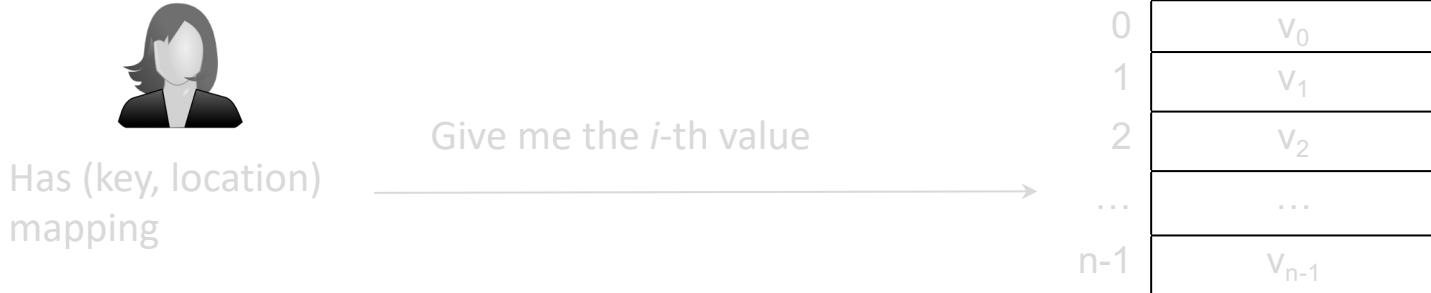 Has (key, location)
mapping
Give me the i-th value
0 v₀
1 v₁
2 v₂
... ...
n-1 vₙ₋₁